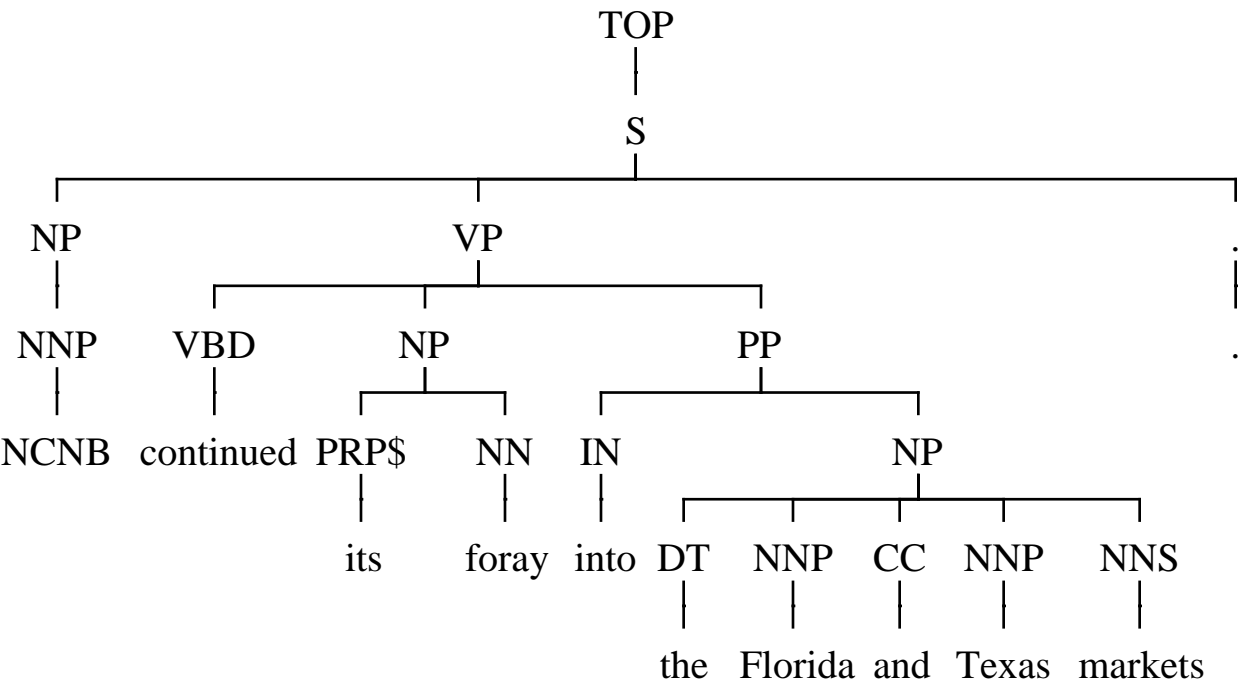 TOP
S
NP VP .
NNP VBD NP PP .
NCNB continued PRP$ NN IN NP
its foray into DT NNP CC NNP NNS
the Florida and Texas markets